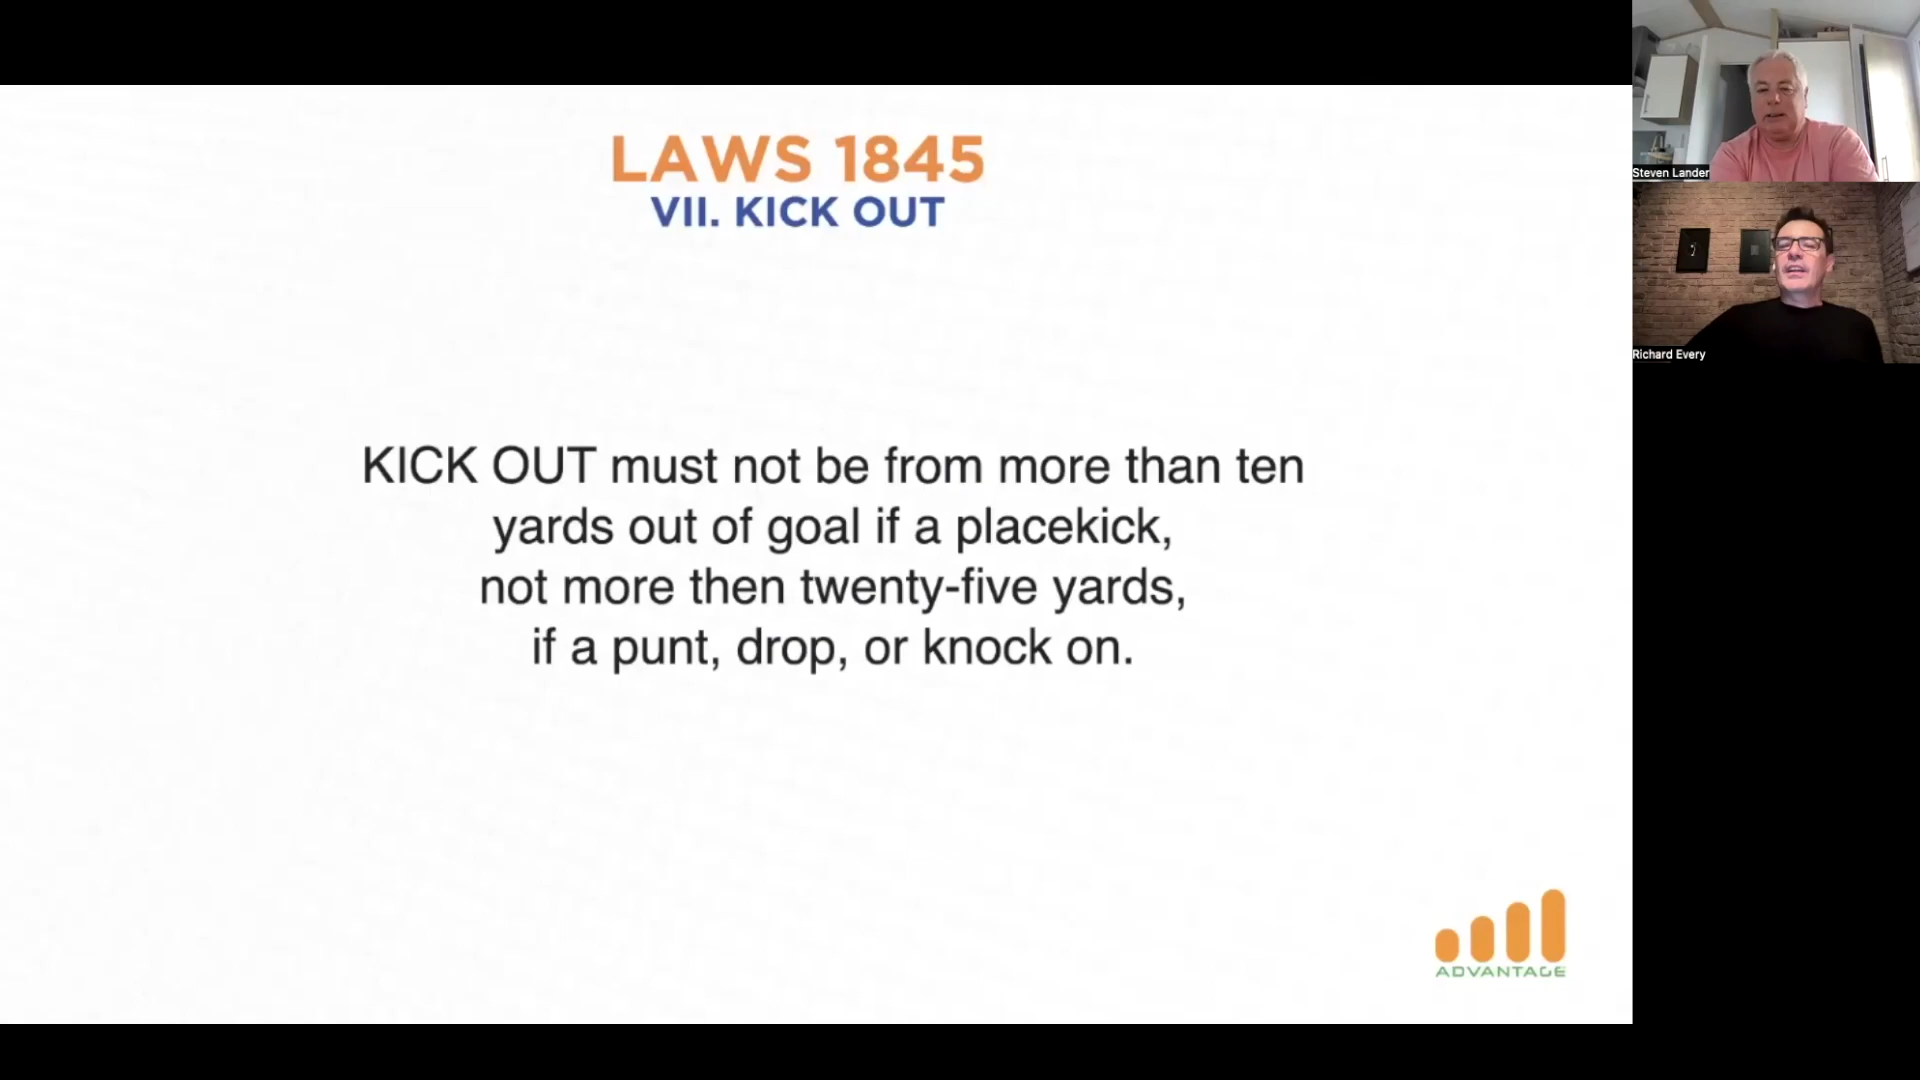 LAWS 1845
VII. KICK OUT
KICK OUT must not be from more than ten
yards out of goal if a placekick,
not more then twenty-five yards,
if a punt, drop, or knock on.
ADVANTAGE
Steven Lander
Richard Every